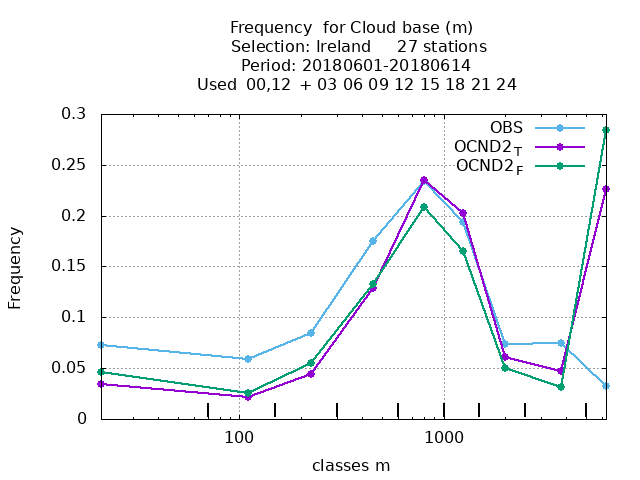 Frequency  for Cloud base (m)
Selection: Ireland     27 stations
Period: 20180601-20180614
Used  00,12  + 03 06 09 12 15 18 21 24
OBS
OCND2 T
OCND2 F
0.3
0.25
0.2
0.15
0.1
0.05
0
Frequency
100
1000
classes m